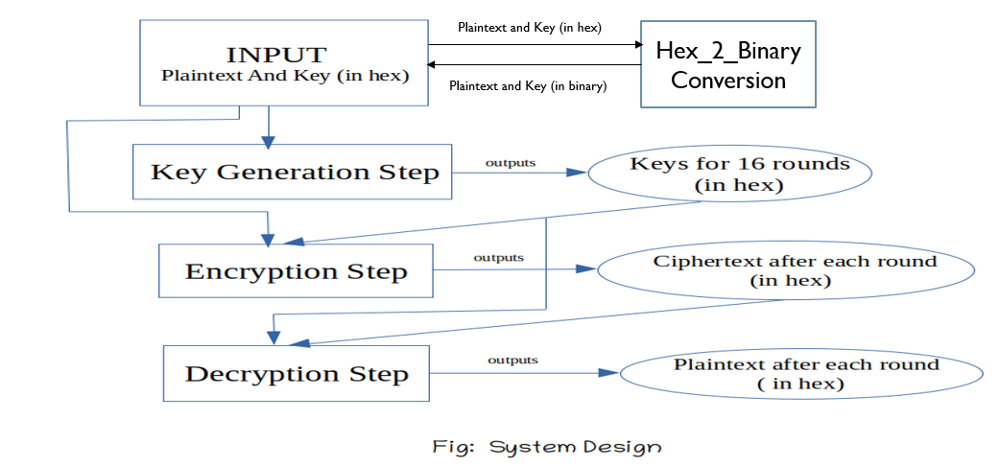 Plaintext and Key (in hex)
INPUT
Plaintext And Key (in hex)
Hex_2_Binary
Conversion
Plaintext and Key (in binary)
Key Generation Step
outputs
Keys for 16 rounds
(in hex)
Encryption Step
outputs
Ciphertext after each round
(in hex)
Decryption Step
outputs
Plaintext after each round
( in hex)
Fig: System Design